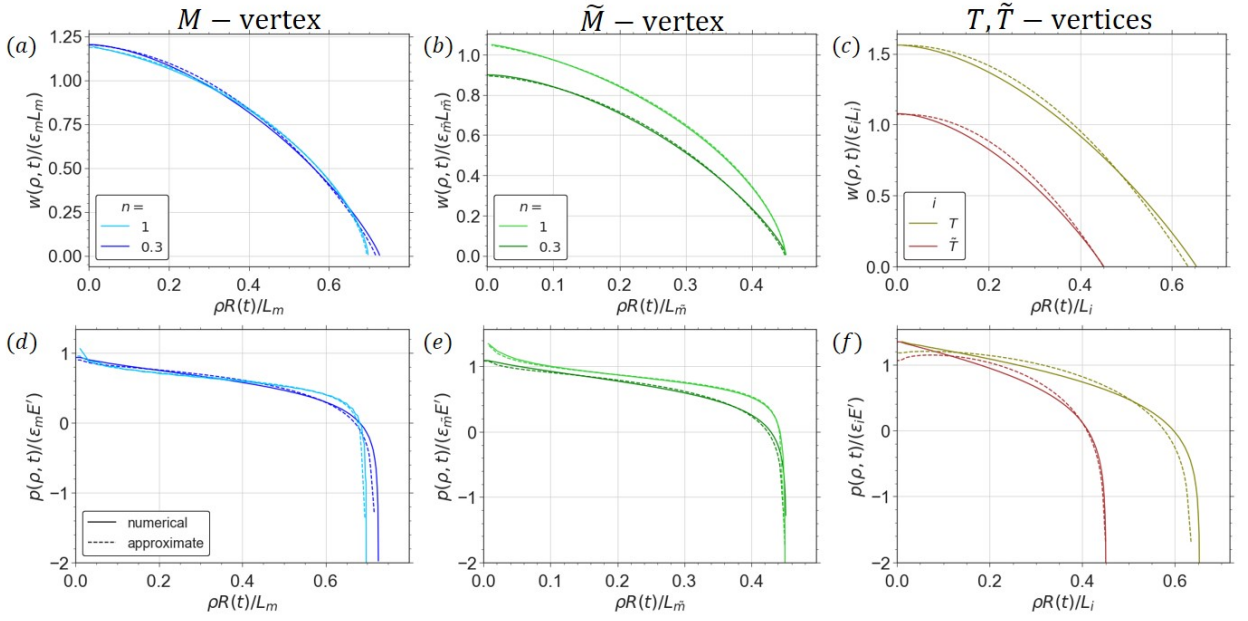 M − vertex
M̃ − vertex
T, T̃ − vertices
(a)
1.25
1.00
0.75
0.50
0.25
0.00
w(ρ, t)/(ε_m L_m)
n =
1
0.3
0.0 0.2 0.4 0.6
ρR(t)/L_m
(b)
1.0
0.8
0.6
0.4
0.2
0.0
w(ρ, t)/(ε_m̃ L_m̃)
n =
1
0.3
0.0 0.1 0.2 0.3 0.4
ρR(t)/L_m̃
(c)
1.5
1.0
0.5
0.0
w(ρ, t)/(ε_i L_i)
i
T
T̃
0.0 0.2 0.4 0.6
ρR(t)/L_i
(d)
1
0
−1
−2
p(ρ, t)/(ε_m E′)
numerical
approximate
0.0 0.2 0.4 0.6
ρR(t)/L_m
(e)
1
0
−1
−2
p(ρ, t)/(ε_m̃ E′)
0.0 0.1 0.2 0.3 0.4
ρR(t)/L_m̃
(f)
1
0
−1
−2
p(ρ, t)/(ε_i E′)
0.0 0.2 0.4 0.6
ρR(t)/L_i